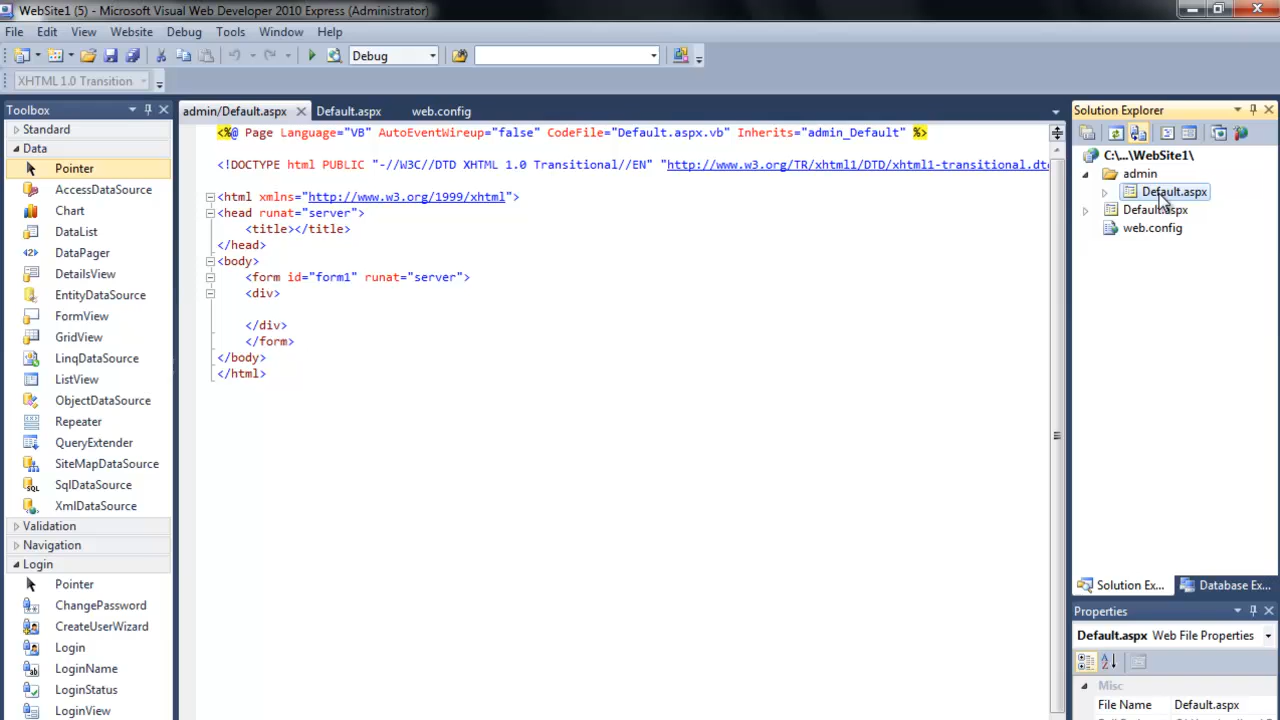 WebSite1 (5) - Microsoft Visual Web Developer 2010 Express (Administrator)
File Edit View Website Debug Tools Window Help
Debug
XHTML 1.0 Transition
Toolbox
Standard
Data
Pointer
AccessDataSource
Chart
DataList
DataPager
DetailsView
EntityDataSource
FormView
GridView
LinqDataSource
ListView
ObjectDataSource
Repeater
QueryExtender
SiteMapDataSource
SqlDataSource
XmlDataSource
Validation
Navigation
Login
Pointer
ChangePassword
CreateUserWizard
Login
LoginName
LoginStatus
LoginView
admin/Default.aspx Default.aspx web.config
<%@ Page Language="VB" AutoEventWireup="false" CodeFile="Default.aspx.vb" Inherits="admin_Default" %>
<!DOCTYPE html PUBLIC "-//W3C//DTD XHTML 1.0 Transitional//EN" "http://www.w3.org/TR/xhtml1/DTD/xhtml1-transitional.dt
<html xmlns="http://www.w3.org/1999/xhtml">
<head runat="server">
<title></title>
</head>
<body>
<form id="form1" runat="server">
<div>
</div>
</form>
</body>
</html>
Solution Explorer
C:\...\WebSite1\
admin
Default.aspx
Default.aspx
web.config
Solution Ex... Database Ex...
Properties
Default.aspx Web File Properties
Misc
File Name Default.aspx